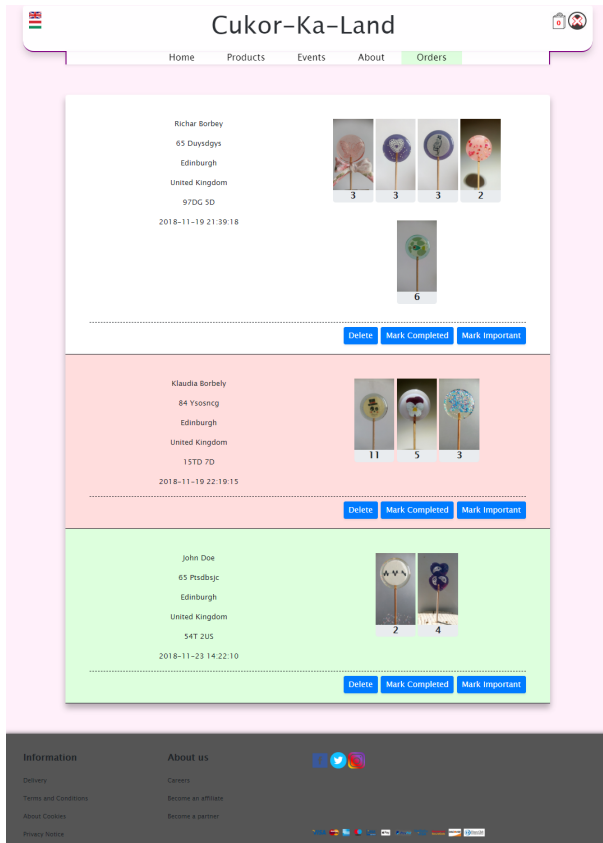 Cukor-Ka-Land
0
Home Products Events About Orders
Richar Borbey
65 Duysdgys
Edinburgh
United Kingdom
97DG 5D
2018-11-19 21:39:18
3 3 3 2
6
Delete Mark Completed Mark Important
Klaudia Borbely
84 Ysosncg
Edinburgh
United Kingdom
15TD 7D
2018-11-19 22:19:15
11 5 3
Delete Mark Completed Mark Important
John Doe
65 Ptsdbsjc
Edinburgh
United Kingdom
54T 2US
2018-11-23 14:22:10
2 4
Delete Mark Completed Mark Important
Information About us
Delivery Careers
Terms and Conditions Become an affiliate
About Cookies Become a partner
Privacy Notice